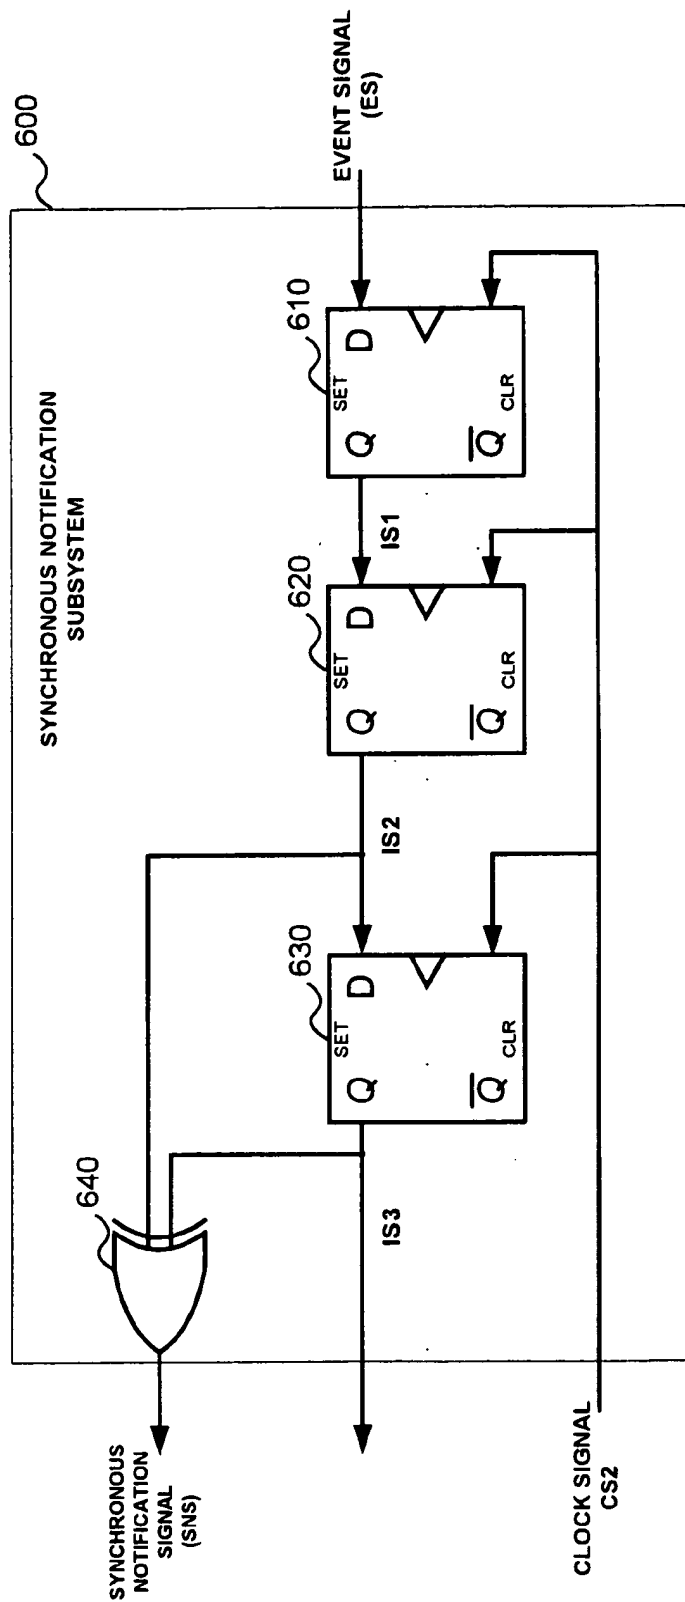 600
SYNCHRONOUS NOTIFICATION
SUBSYSTEM
EVENT SIGNAL
(ES)
610
SET
D
Q
Q
CLR
IS1
620
SET
D
Q
Q
CLR
IS2
630
SET
D
Q
Q
CLR
IS3
640
SYNCHRONOUS
NOTIFICATION
SIGNAL
(SNS)
CLOCK SIGNAL
CS2